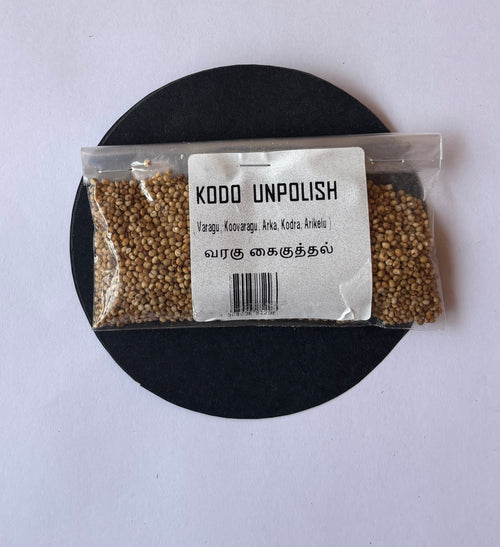 KODO UNPOLISH
Varagu, Koovaragu, Arka, Kodra, Arikelu
வரகு கைகுத்தல்